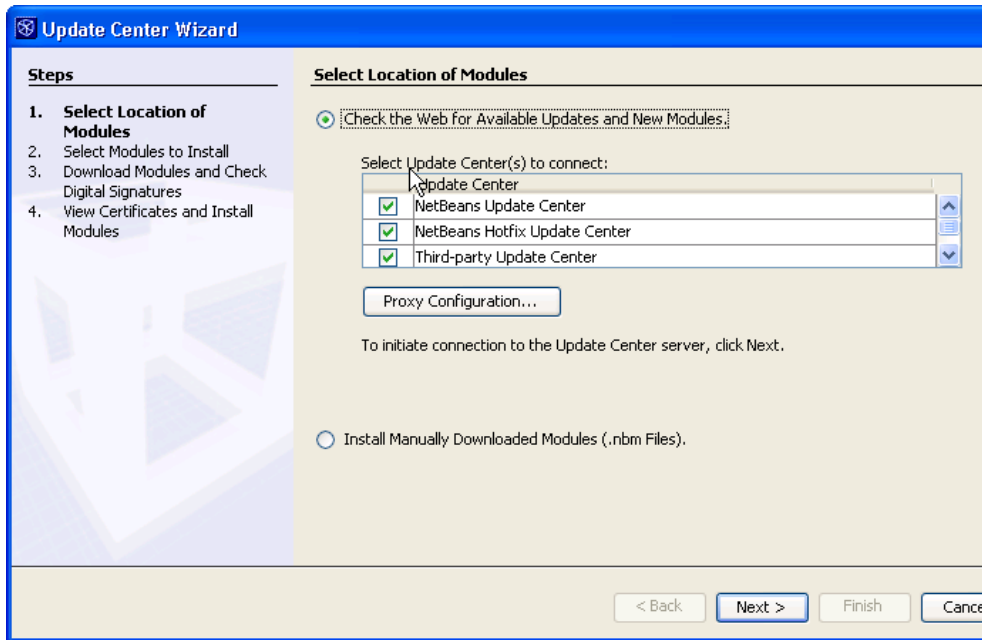 Update Center Wizard
Steps
1. Select Location of
Modules
2. Select Modules to Install
3. Download Modules and Check
Digital Signatures
4. View Certificates and Install
Modules
Select Location of Modules
Check the Web for Available Updates and New Modules.
Select Update Center(s) to connect:
Update Center
NetBeans Update Center
NetBeans Hotfix Update Center
Third-party Update Center
Proxy Configuration...
To initiate connection to the Update Center server, click Next.
Install Manually Downloaded Modules (.nbm Files).
< Back Next > Finish Cance